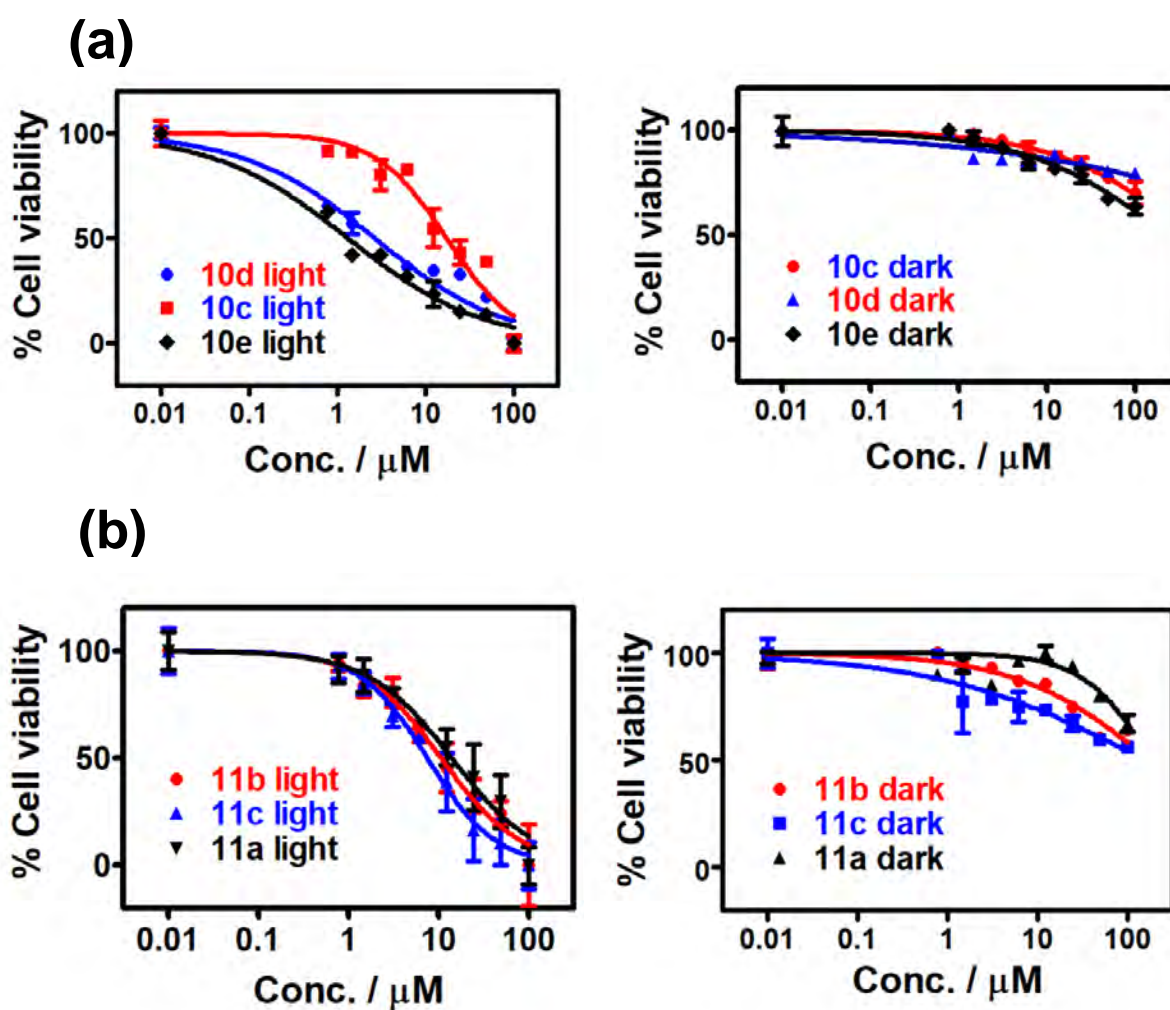 (a)
% Cell viability
100
50
0
10d light
10c light
10e light
0.01 0.1 1 10 100
Conc. / μM
% Cell viability
100
50
0
10c dark
10d dark
10e dark
0.01 0.1 1 10 100
Conc. / μM
(b)
% Cell viability
100
50
0
11b light
11c light
11a light
0.01 0.1 1 10 100
Conc. / μM
% Cell viability
100
50
0
11b dark
11c dark
11a dark
0.01 0.1 1 10 100
Conc. / μM